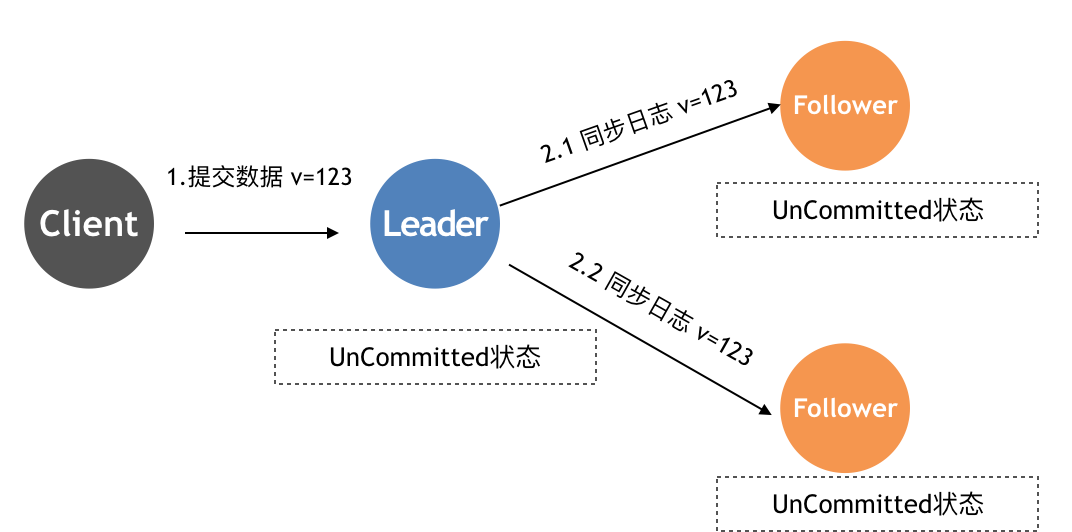 Client
1.提交数据 v=123
Leader
UnCommitted状态
2.1 同步日志 v=123
Follower
UnCommitted状态
2.2 同步日志 v=123
Follower
UnCommitted状态